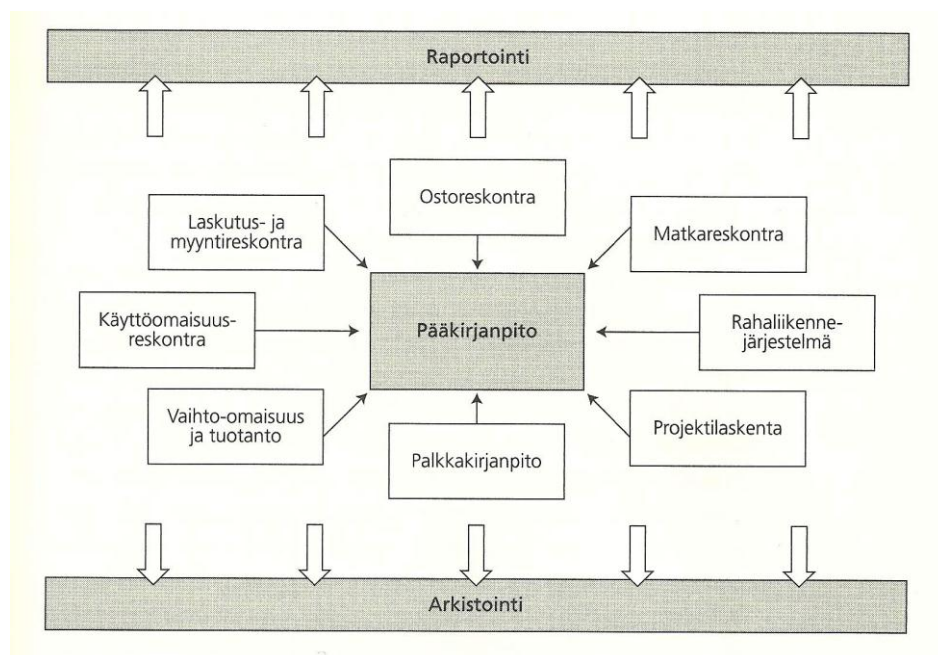 Raportointi
Ostoreskontra
Laskutus- ja
myyntireskontra
Matkareskontra
Käyttöomaisuus-
reskontra
Pääkirjanpito
Rahaliikenne-
järjestelmä
Vaihto-omaisuus
ja tuotanto
Palkkakirjanpito
Projektilaskenta
Arkistointi